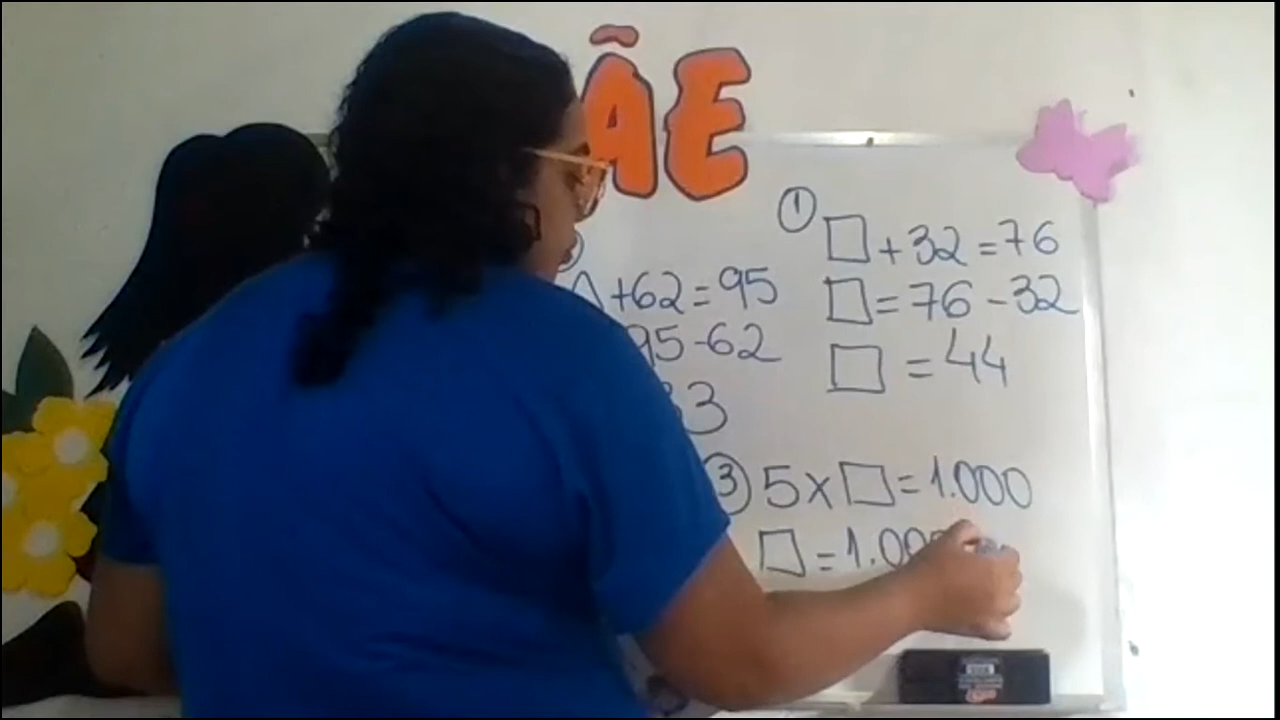 ÃE
① □ + 32 = 76
□ = 76 - 32
□ = 44
+ 62 = 95
95 - 62
3
③ 5 x □ = 1.000
□ = 1.00